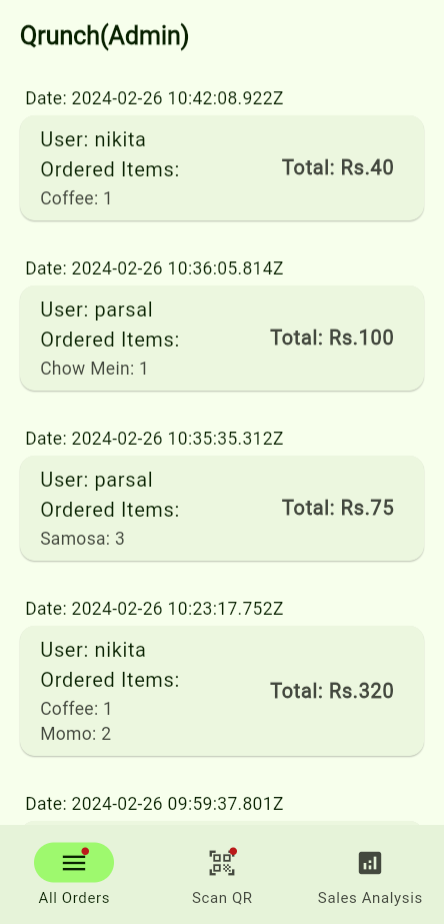 Qrunch(Admin)
Date: 2024-02-26 10:42:08.922Z
User: nikita
Ordered Items:
Total: Rs.40
Coffee: 1
Date: 2024-02-26 10:36:05.814Z
User: parsal
Ordered Items:
Total: Rs.100
Chow Mein: 1
Date: 2024-02-26 10:35:35.312Z
User: parsal
Ordered Items:
Total: Rs.75
Samosa: 3
Date: 2024-02-26 10:23:17.752Z
User: nikita
Ordered Items:
Total: Rs.320
Coffee: 1
Momo: 2
Date: 2024-02-26 09:59:37.801Z
All Orders
Scan QR
Sales Analysis